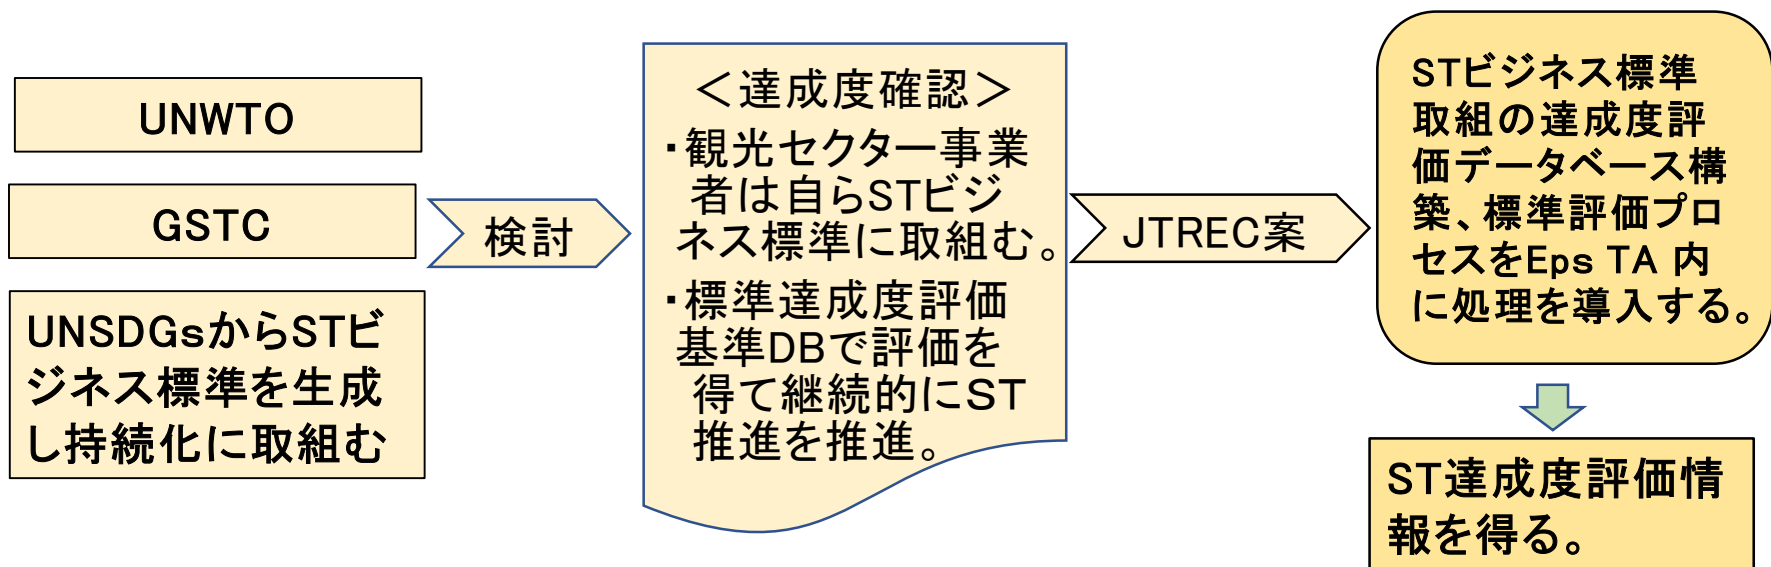 UNWTO
GSTC
UNSDGsからSTビ
ジネス標準を生成
し持続化に取組む
検討
＜達成度確認＞
・観光セクター事業
者は自らSTビジ
ネス標準に取組む。
・標準達成度評価
基準DBで評価を
得て継続的にST
推進を推進。
JTREC案
STビジネス標準
取組の達成度評
価データベース構
築、標準評価プロ
セスをEps TA 内
に処理を導入する。
ST達成度評価情
報を得る。